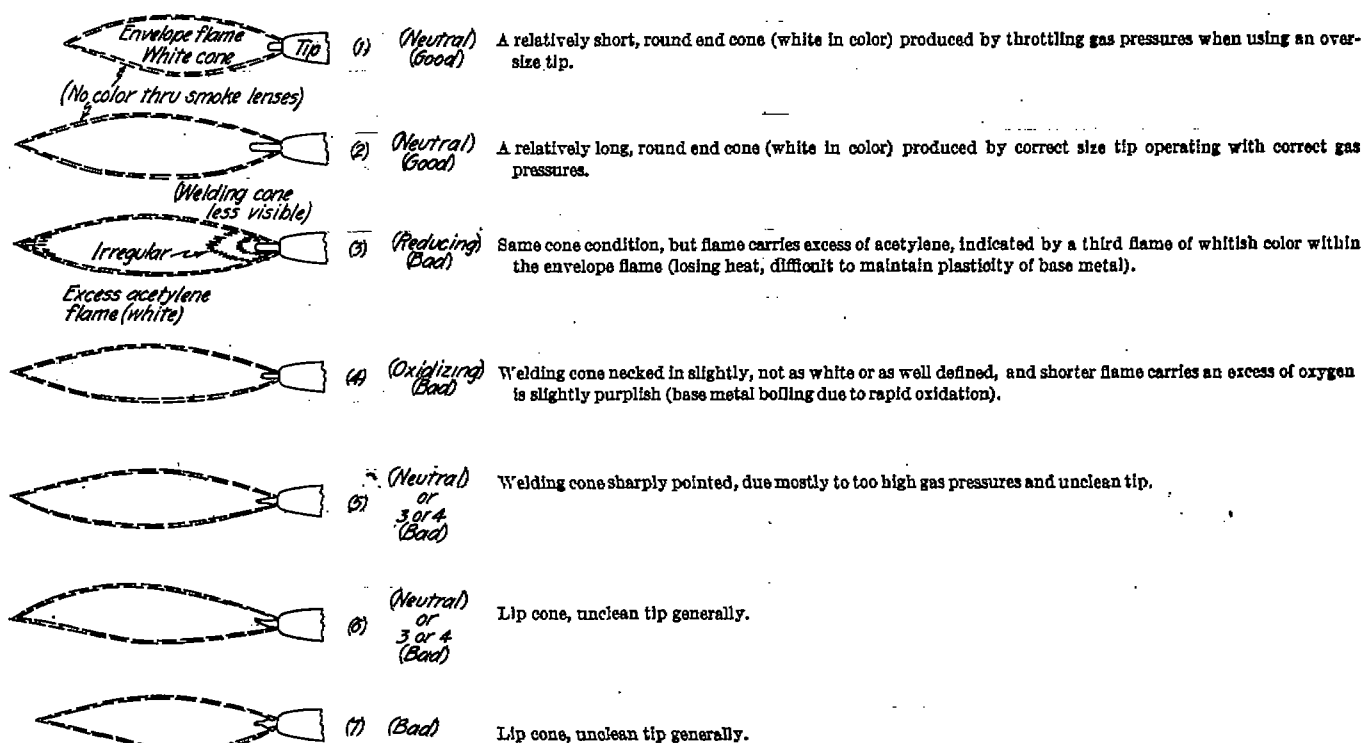 Envelope flame
White cone
Tip
(1) (Neutral) (Good)
A relatively short, round end cone (white in color) produced by throttling gas pressures when using an over-
size tip.
(No color thru smoke lenses)
(2) (Neutral) (Good)
A relatively long, round end cone (white in color) produced by correct size tip operating with correct gas
pressures.
(Welding cone
less visible)
Irregular
Excess acetylene
flame (white)
(3) (Reducing) (Bad)
Same cone condition, but flame carries excess of acetylene, indicated by a third flame of whitish color within
the envelope flame (losing heat, difficult to maintain plasticity of base metal).
(4) (Oxidizing) (Bad)
Welding cone necked in slightly, not as white or as well defined, and shorter flame carries an excess of oxygen
is slightly purplish (base metal boiling due to rapid oxidation).
(5) (Neutral)
or
3 or 4
(Bad)
Welding cone sharply pointed, due mostly to too high gas pressures and unclean tip.
(6) (Neutral)
or
3 or 4
(Bad)
Lip cone, unclean tip generally.
(7) (Bad)
Lip cone, unclean tip generally.